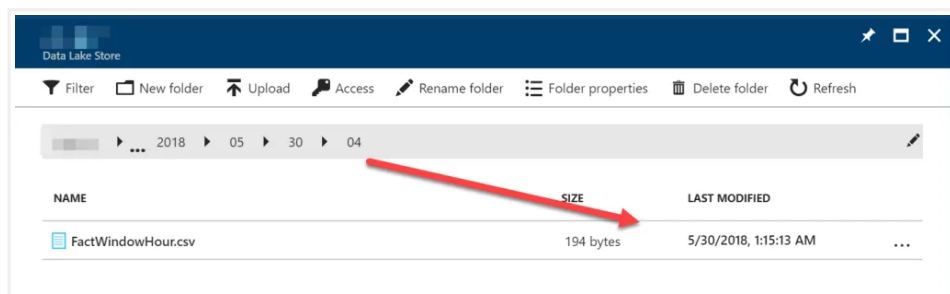 Data Lake Store
Filter New folder Upload Access Rename folder Folder properties Delete folder Refresh
... 2018 05 30 04
NAME SIZE LAST MODIFIED
FactWindowHour.csv 194 bytes 5/30/2018, 1:15:13 AM ...